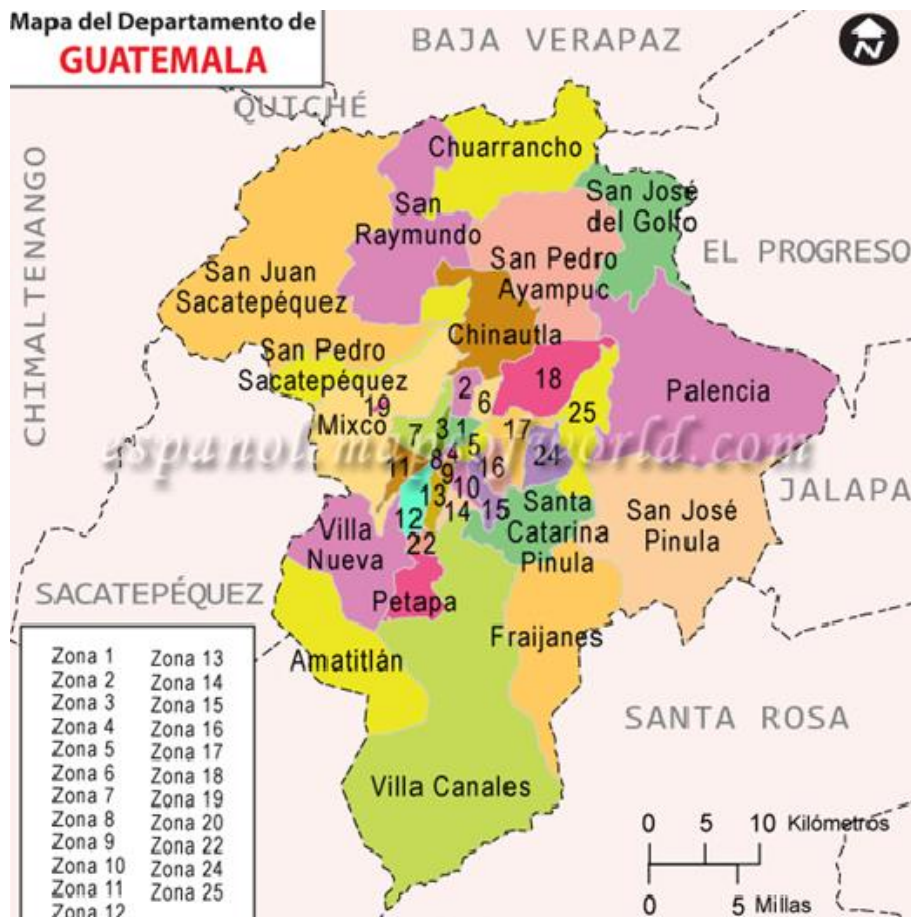 Mapa del Departamento de
GUATEMALA
BAJA VERAPAZ
N
QUICHÉ
CHIMALTENANGO
Chuarrancho
San José
del Golfo
San
Raymundo
EL PROGRESO
San Pedro
Ayampuc
San Juan
Sacatepéquez
Chinautla
San Pedro
Sacatepéquez
18
2
6
Palencia
19
25
Mixco
7
3
1
17
5
espanol.mapsofworld.com
4
8
24
11
9
16
10
JALAPA
13
12
14
15
Santa
Catarina
Pinula
San José
Pinula
Villa
Nueva
22
SACATEPÉQUEZ
Petapa
Fraijanes
Amatitlán
SANTA ROSA
Villa Canales
Zona 1
Zona 2
Zona 3
Zona 4
Zona 5
Zona 6
Zona 7
Zona 8
Zona 9
Zona 10
Zona 11
Zona 12
Zona 13
Zona 14
Zona 15
Zona 16
Zona 17
Zona 18
Zona 19
Zona 20
Zona 22
Zona 24
Zona 25
0 5 10 Kilómetros
0 5 Millas